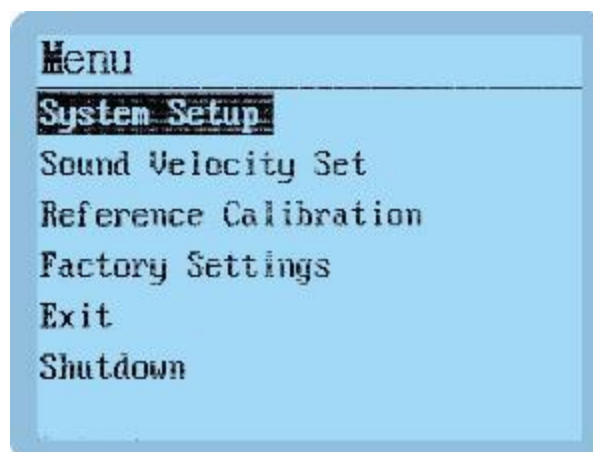 Menu
System Setup
Sound Velocity Set
Reference Calibration
Factory Settings
Exit
Shutdown